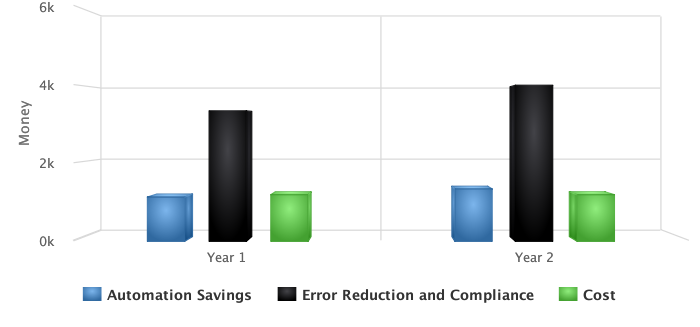 6k
4k
2k
0k
Money
Year 1
Year 2
Automation Savings
Error Reduction and Compliance
Cost